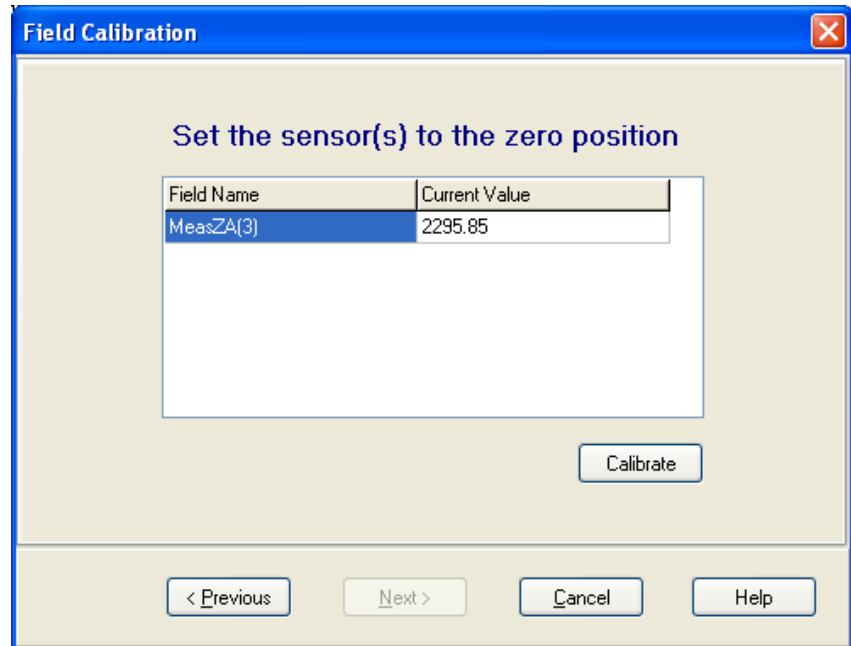 Field Calibration
Set the sensor(s) to the zero position
Field Name Current Value
MeasZA(3) 2295.85
Calibrate
< Previous Next > Cancel Help